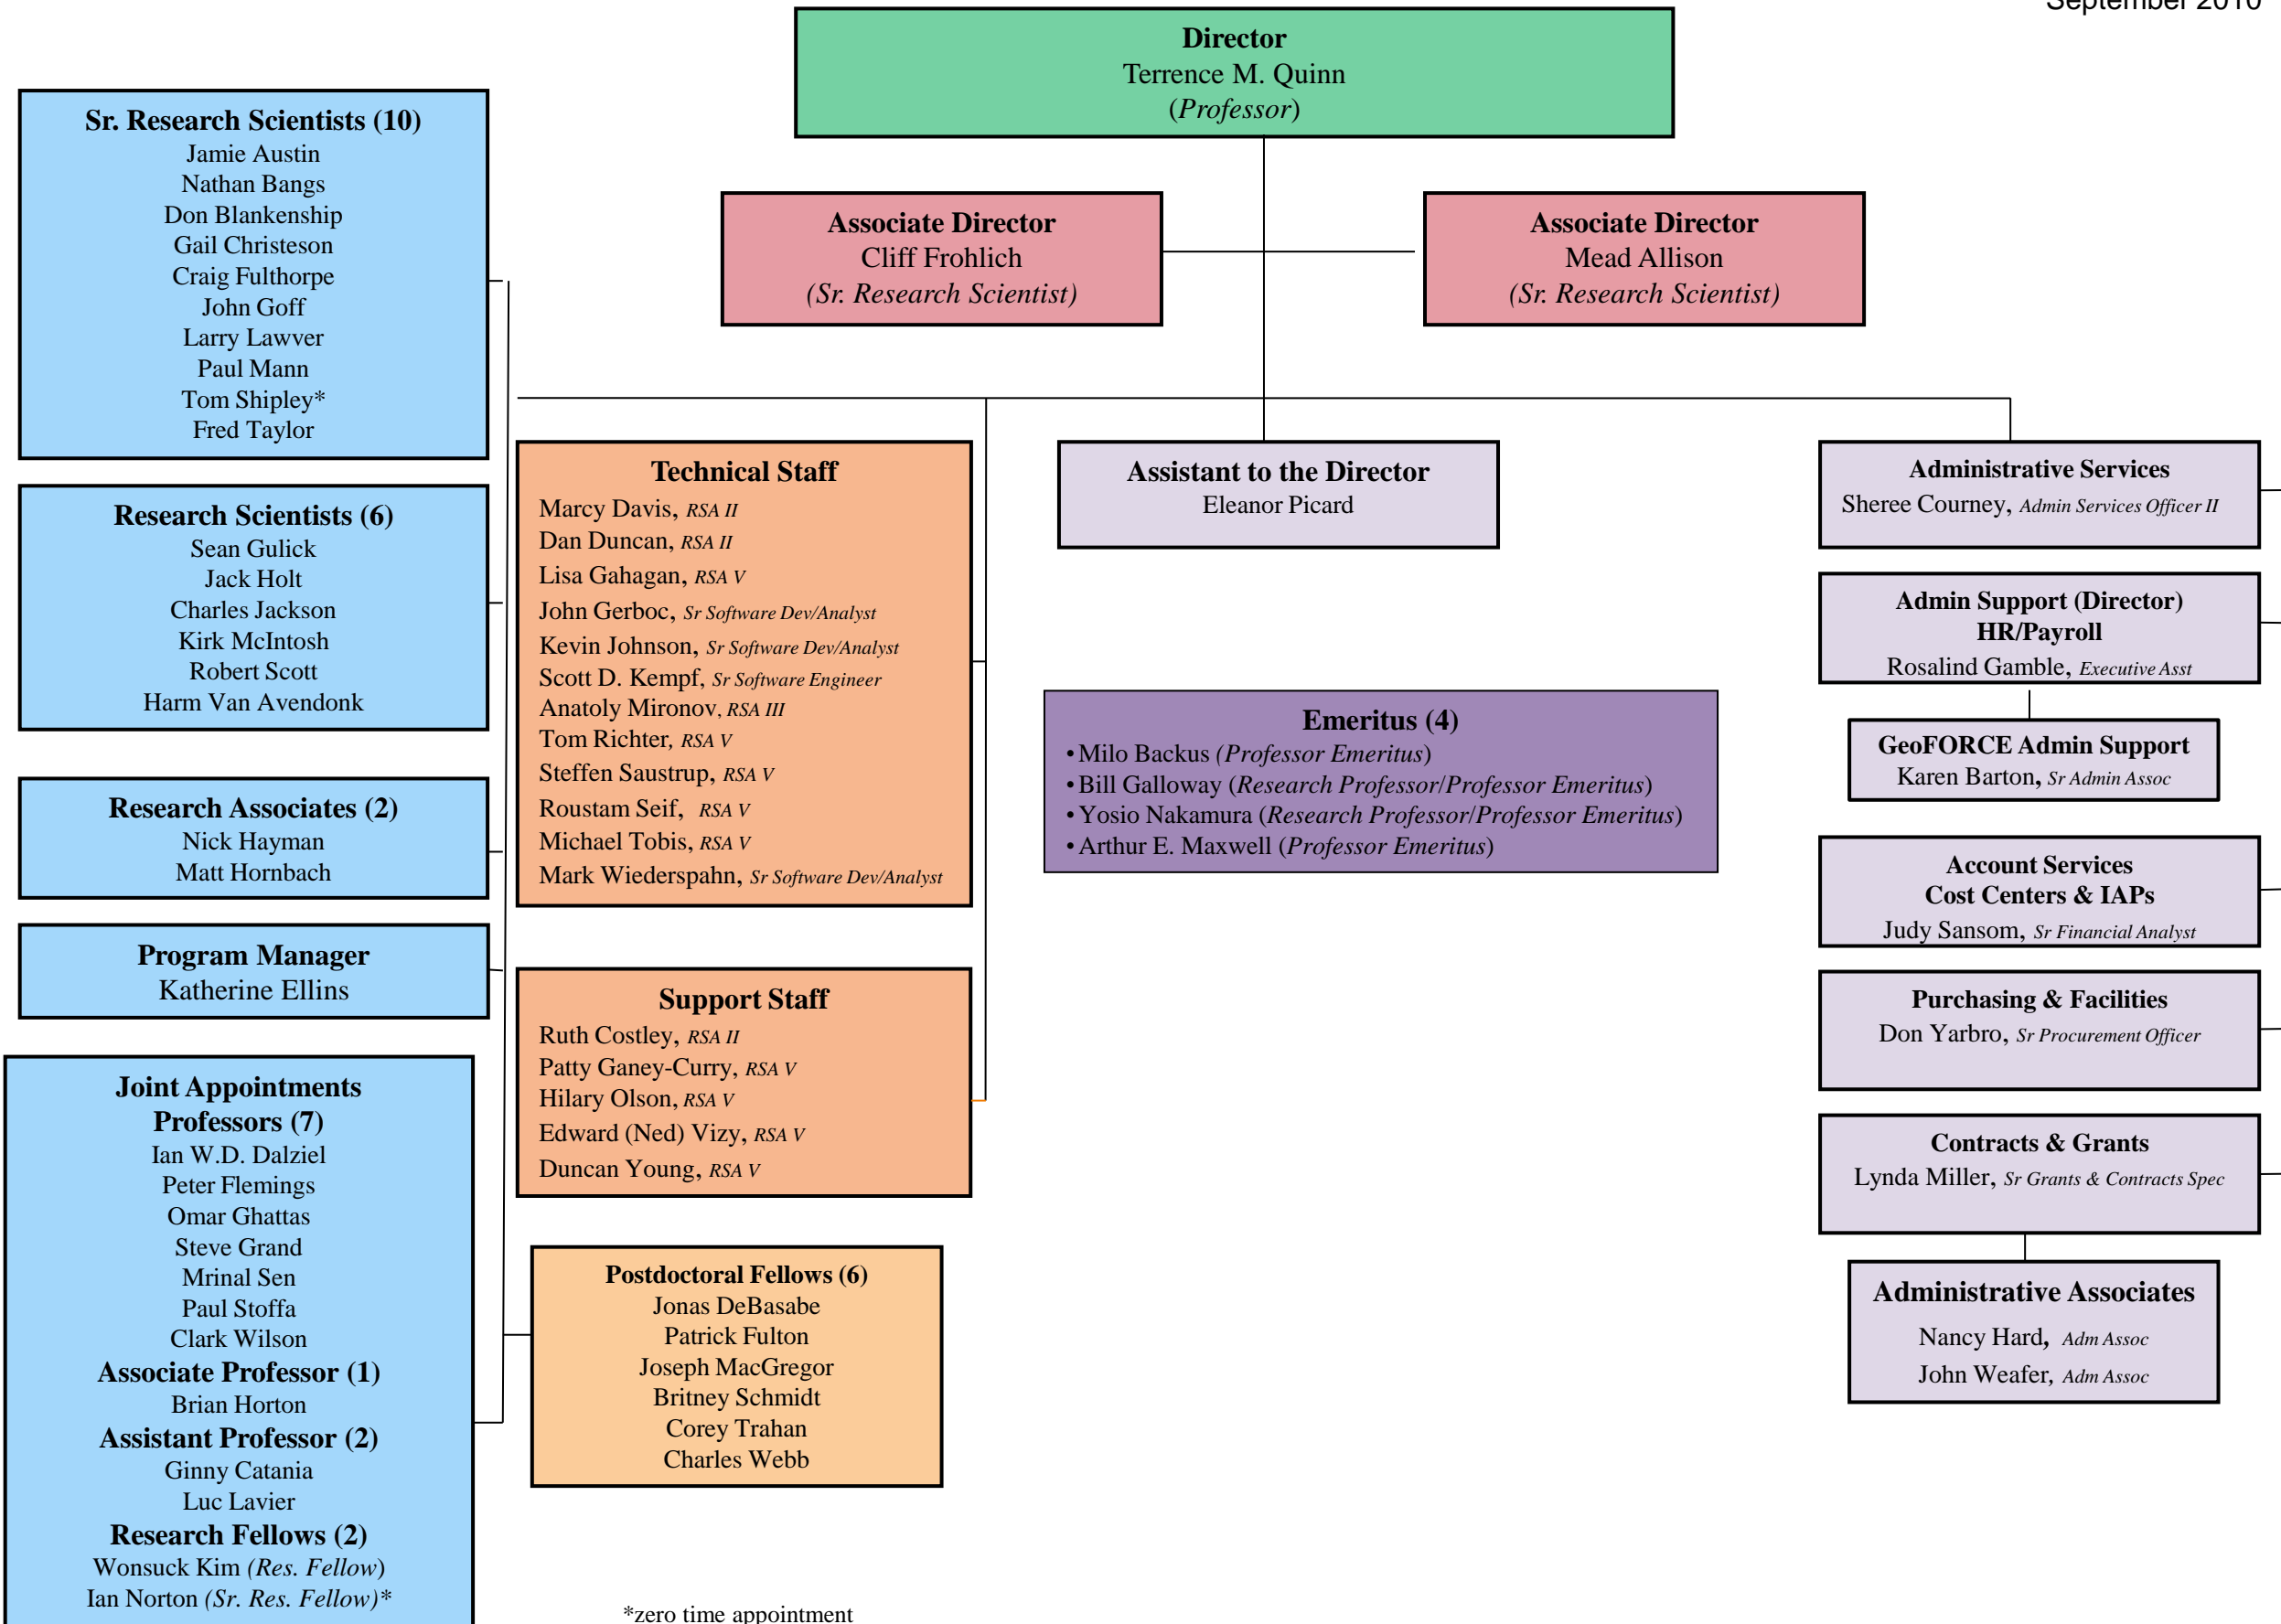 September 2010
Director
Terrence M. Quinn
(Professor)
Associate Director
Cliff Frohlich
(Sr. Research Scientist)
Associate Director
Mead Allison
(Sr. Research Scientist)
Sr. Research Scientists (10)
Jamie Austin
Nathan Bangs
Don Blankenship
Gail Christeson
Craig Fulthorpe
John Goff
Larry Lawver
Paul Mann
Tom Shipley*
Fred Taylor
Research Scientists (6)
Sean Gulick
Jack Holt
Charles Jackson
Kirk McIntosh
Robert Scott
Harm Van Avendonk
Research Associates (2)
Nick Hayman
Matt Hornbach
Program Manager
Katherine Ellins
Joint Appointments
Professors (7)
Ian W.D. Dalziel
Peter Flemings
Omar Ghattas
Steve Grand
Mrinal Sen
Paul Stoffa
Clark Wilson
Associate Professor (1)
Brian Horton
Assistant Professor (2)
Ginny Catania
Luc Lavier
Research Fellows (2)
Wonsuck Kim (Res. Fellow)
Ian Norton (Sr. Res. Fellow)*
Technical Staff
Marcy Davis, RSA II
Dan Duncan, RSA II
Lisa Gahagan, RSA V
John Gerboc, Sr Software Dev/Analyst
Kevin Johnson, Sr Software Dev/Analyst
Scott D. Kempf, Sr Software Engineer
Anatoly Mironov, RSA III
Tom Richter, RSA V
Steffen Saustrup, RSA V
Roustam Seif, RSA V
Michael Tobis, RSA V
Mark Wiederspahn, Sr Software Dev/Analyst
Support Staff
Ruth Costley, RSA II
Patty Ganey-Curry, RSA V
Hilary Olson, RSA V
Edward (Ned) Vizy, RSA V
Duncan Young, RSA V
Postdoctoral Fellows (6)
Jonas DeBasabe
Patrick Fulton
Joseph MacGregor
Britney Schmidt
Corey Trahan
Charles Webb
*zero time appointment
Assistant to the Director
Eleanor Picard
Emeritus (4)
• Milo Backus (Professor Emeritus)
• Bill Galloway (Research Professor/Professor Emeritus)
• Yosio Nakamura (Research Professor/Professor Emeritus)
• Arthur E. Maxwell (Professor Emeritus)
Administrative Services
Sheree Courney, Admin Services Officer II
Admin Support (Director)
HR/Payroll
Rosalind Gamble, Executive Asst
GeoFORCE Admin Support
Karen Barton, Sr Admin Assoc
Account Services
Cost Centers & IAPs
Judy Sansom, Sr Financial Analyst
Purchasing & Facilities
Don Yarbro, Sr Procurement Officer
Contracts & Grants
Lynda Miller, Sr Grants & Contracts Spec
Administrative Associates
Nancy Hard, Adm Assoc
John Weafer, Adm Assoc